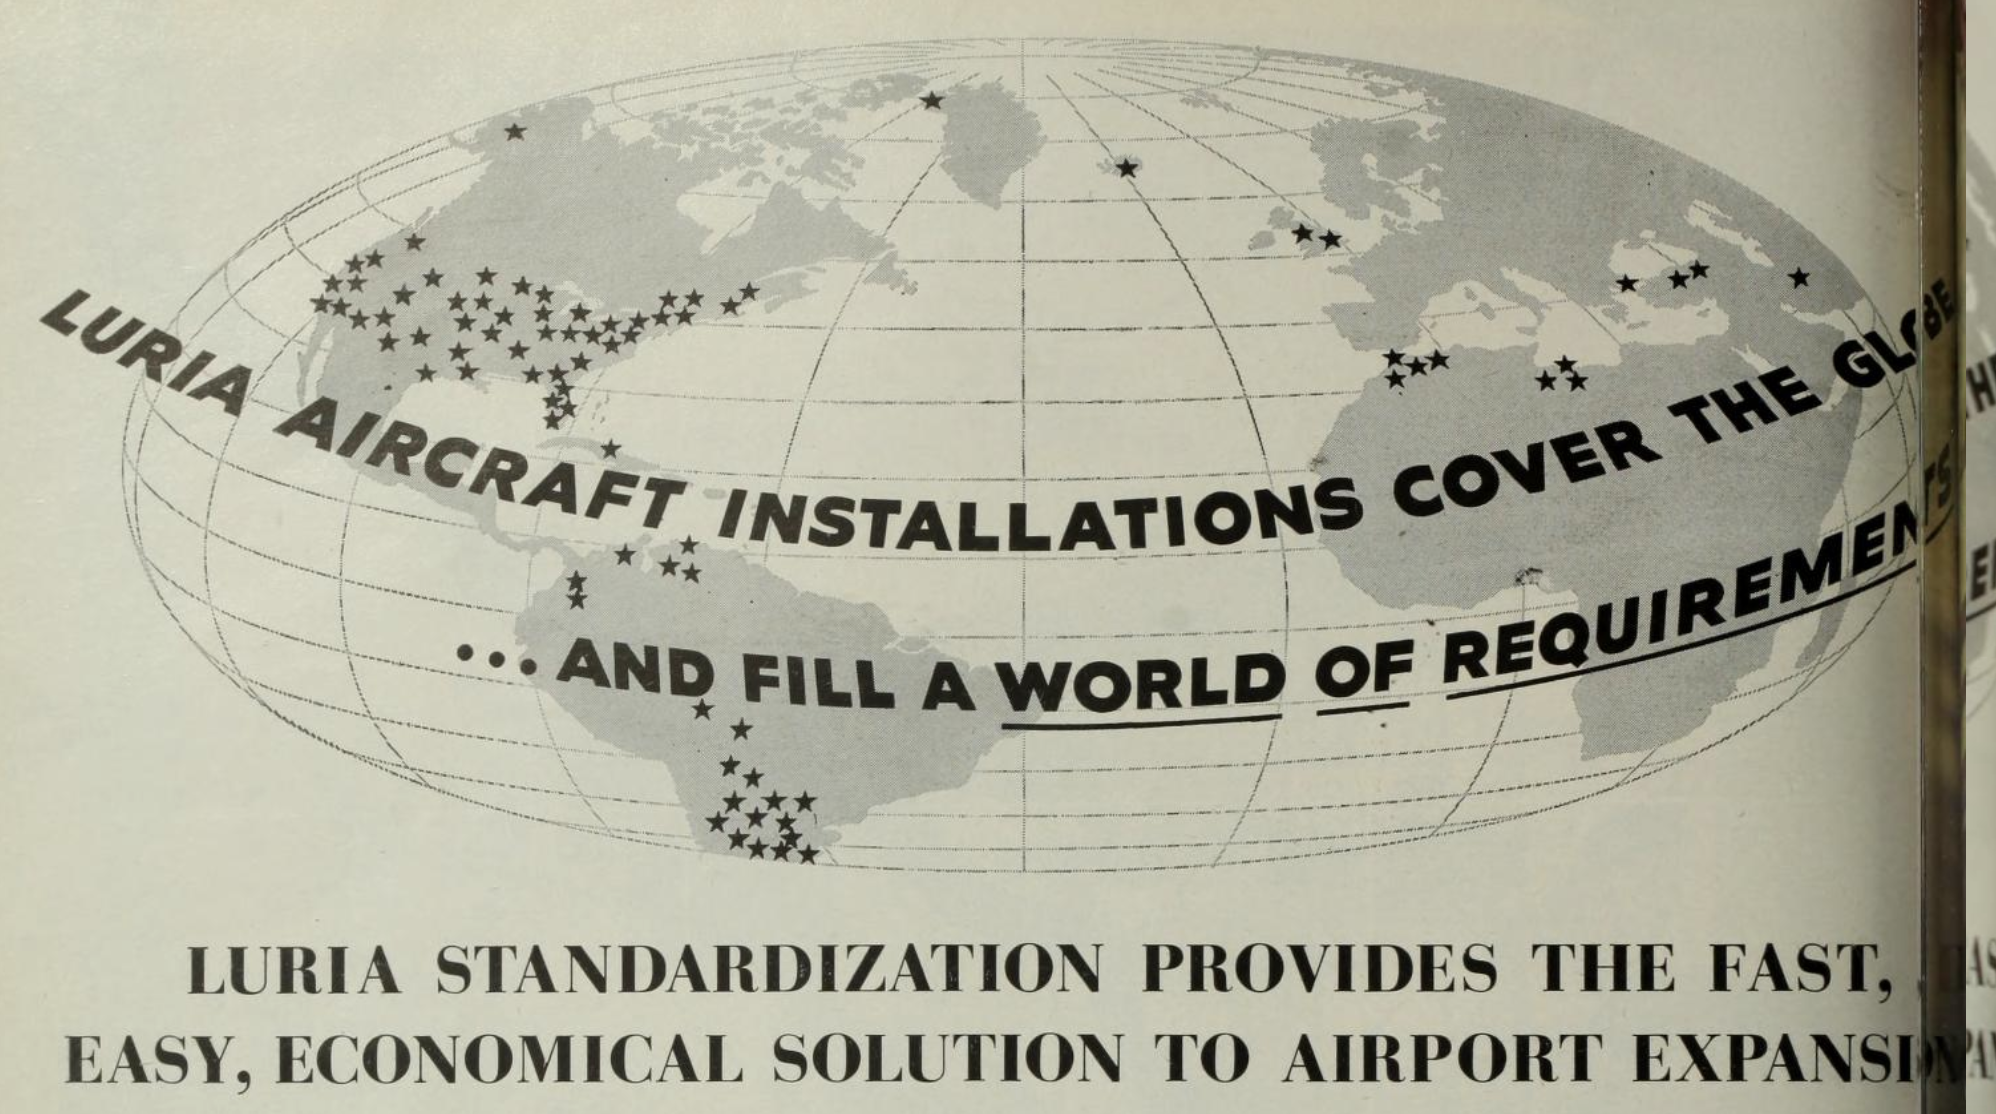 LURIA AIRCRAFT INSTALLATIONS COVER THE GLOBE
...AND FILL A WORLD OF REQUIREMENTS
LURIA STANDARDIZATION PROVIDES THE FAST,
EASY, ECONOMICAL SOLUTION TO AIRPORT EXPANSION